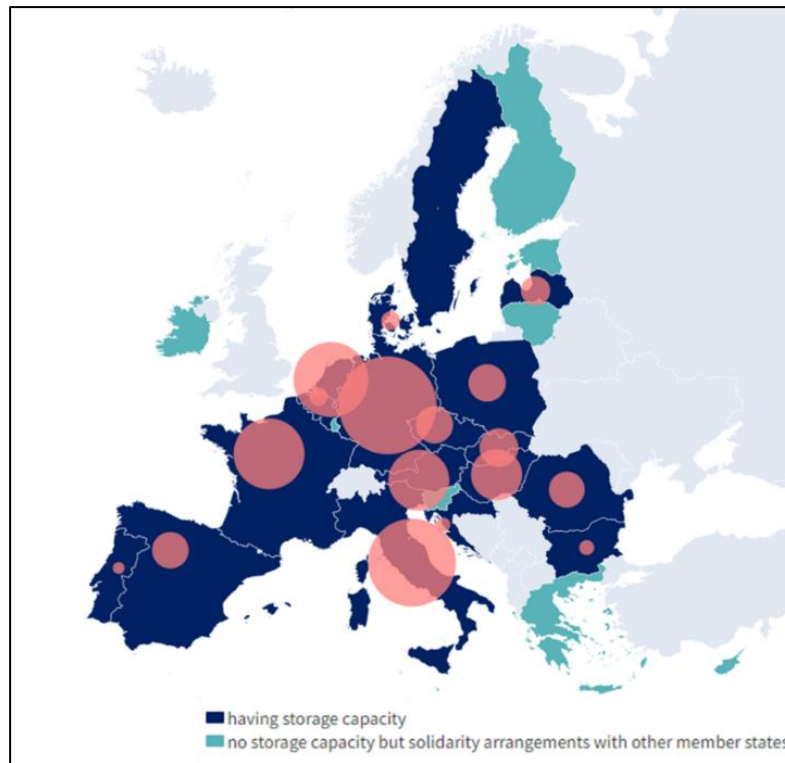 having storage capacity
no storage capacity but solidarity arrangements with other member states